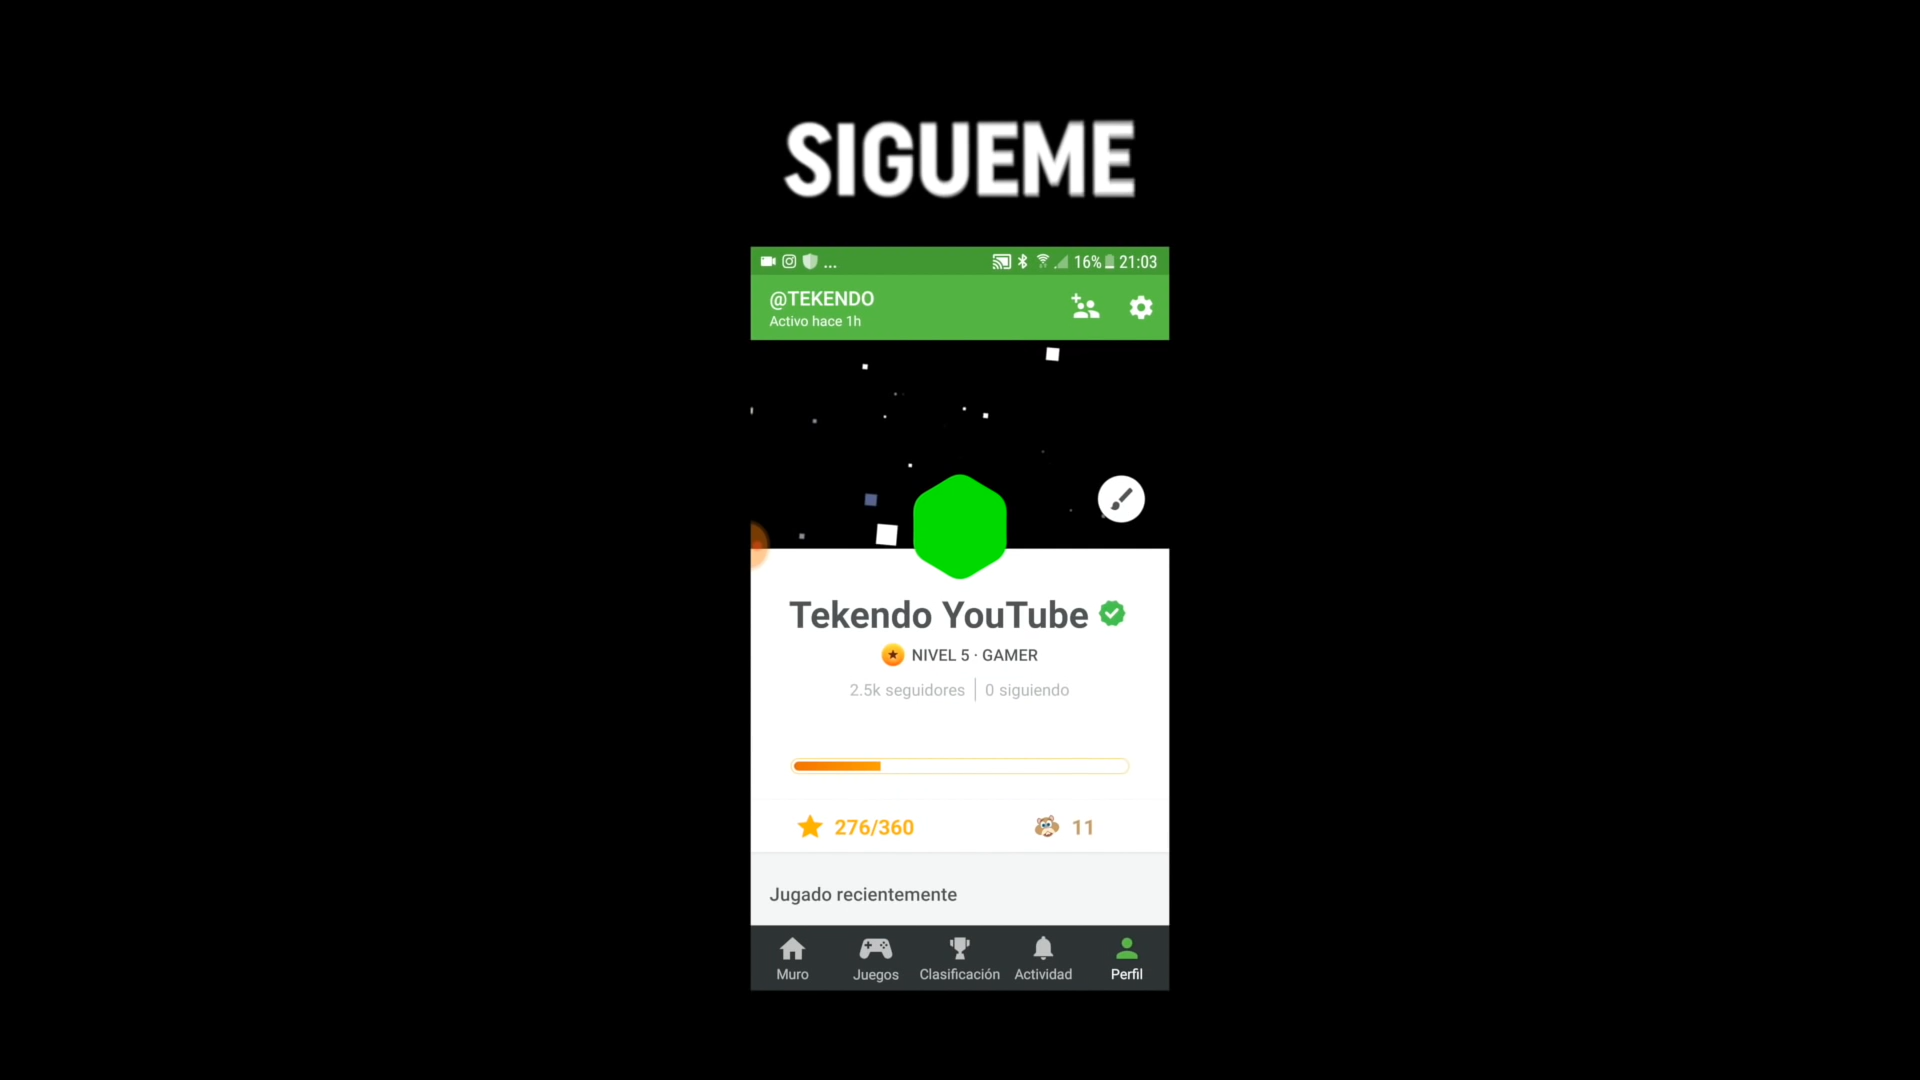 SIGUEME
... 16% 21:03
@TEKENDO
Activo hace 1h
Tekendo YouTube
NIVEL 5 · GAMER
2.5k seguidores 0 siguiendo
276/360 11
Jugado recientemente
Muro Juegos Clasificación Actividad Perfil